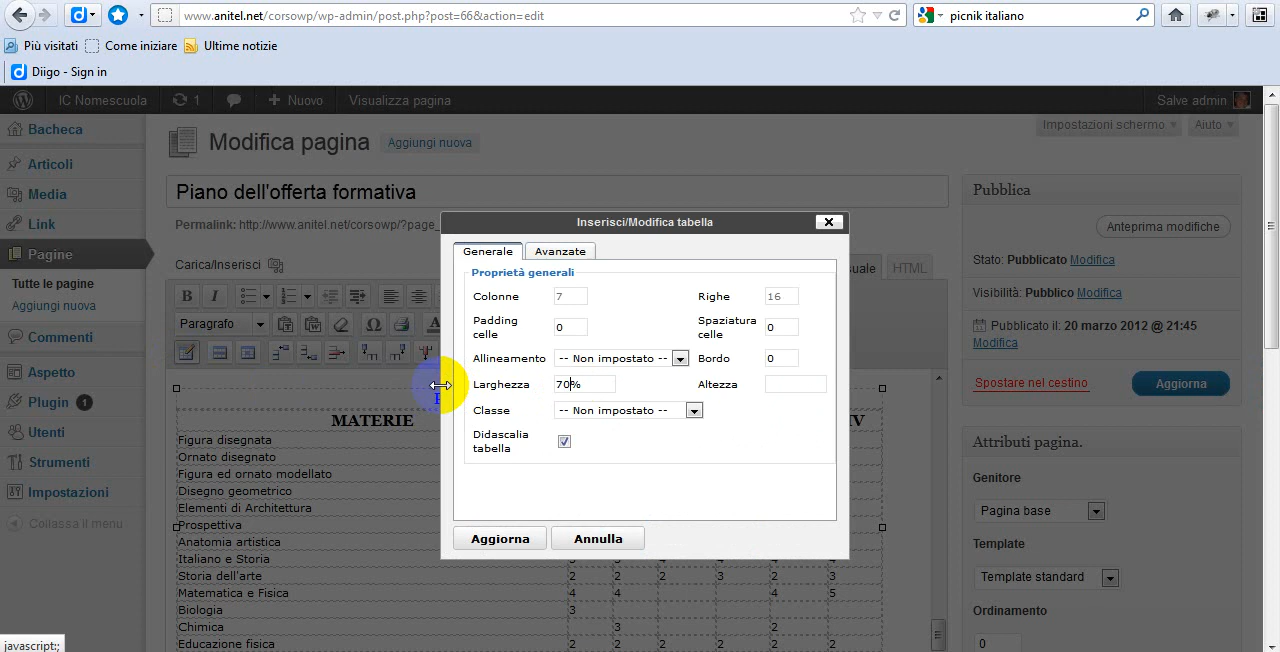 www.anitel.net/corsowp/wp-admin/post.php?post=66&action=edit
picnik italiano
Più visitati
Come iniziare
Ultime notizie
Diigo - Sign in
IC Nomescuola
1
Nuovo
Visualizza pagina
Salve admin
Bacheca
Modifica pagina
Aggiungi nuova
Impostazioni schermo
Aiuto
Articoli
Media
Link
Pagine
Tutte le pagine
Aggiungi nuova
Commenti
Aspetto
Plugin 1
Utenti
Strumenti
Impostazioni
Collassa il menu
Piano dell'offerta formativa
Permalink: http://www.anitel.net/corsowp/?page_
Carica/Inserisci
suale
HTML
B I
Paragrafo
Ω
A
Inserisci/Modifica tabella
Generale
Avanzate
Proprietà generali
Colonne 7
Righe 16
Padding celle 0
Spaziatura celle 0
Allineamento -- Non impostato --
Bordo 0
Larghezza 70%
Altezza
Classe -- Non impostato --
Didascalia tabella
Aggiorna
Annulla
MATERIE
IV
Figura disegnata
Ornato disegnato
Figura ed ornato modellato
Disegno geometrico
Elementi di Architettura
Prospettiva
Anatomia artistica
Italiano e Storia
Storia dell'arte 2 2 2 3 2 3
Matematica e Fisica 4 4 4 5
Biologia 3
Chimica 3 2
Educazione fisica 2 2 2 2 2 2
Pubblica
Anteprima modifiche
Stato: Pubblicato Modifica
Visibilità: Pubblico Modifica
Pubblicato il: 20 marzo 2012 @ 21:45
Modifica
Spostare nel cestino
Aggiorna
Attributi pagina.
Genitore
Pagina base
Template
Template standard
Ordinamento
0
javascript:;